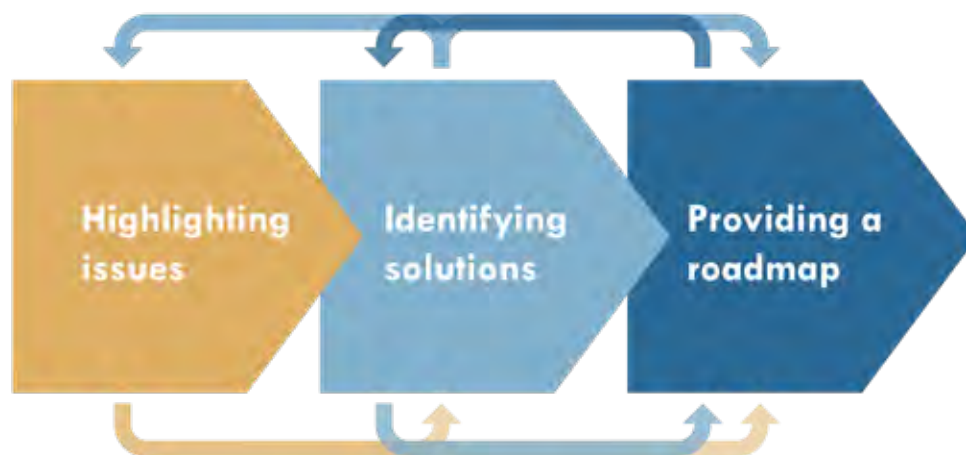 Highlighting
issues
Identifying
solutions
Providing a
roadmap